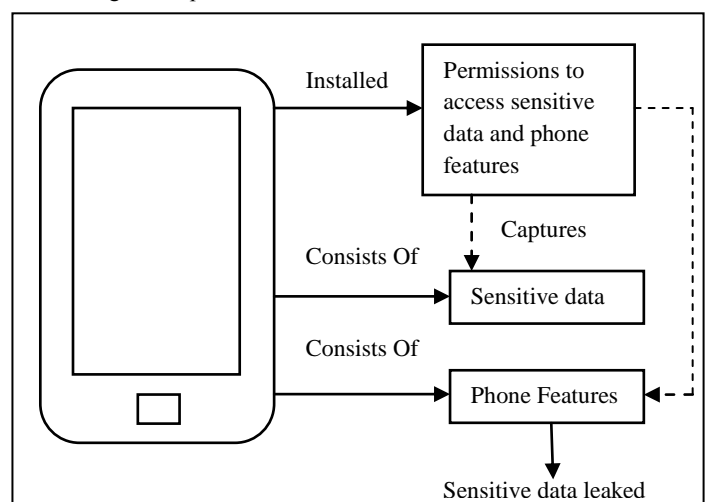 Installed
Permissions to
access sensitive
data and phone
features
Captures
Consists Of
Sensitive data
Consists Of
Phone Features
Sensitive data leaked